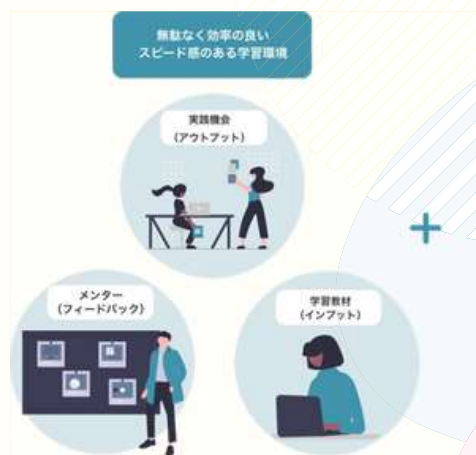 無駄なく効率の良い
スピード感のある学習環境
実践機会
(アウトプット)
メンター
(フィードバック)
学習教材
(インプット)
+